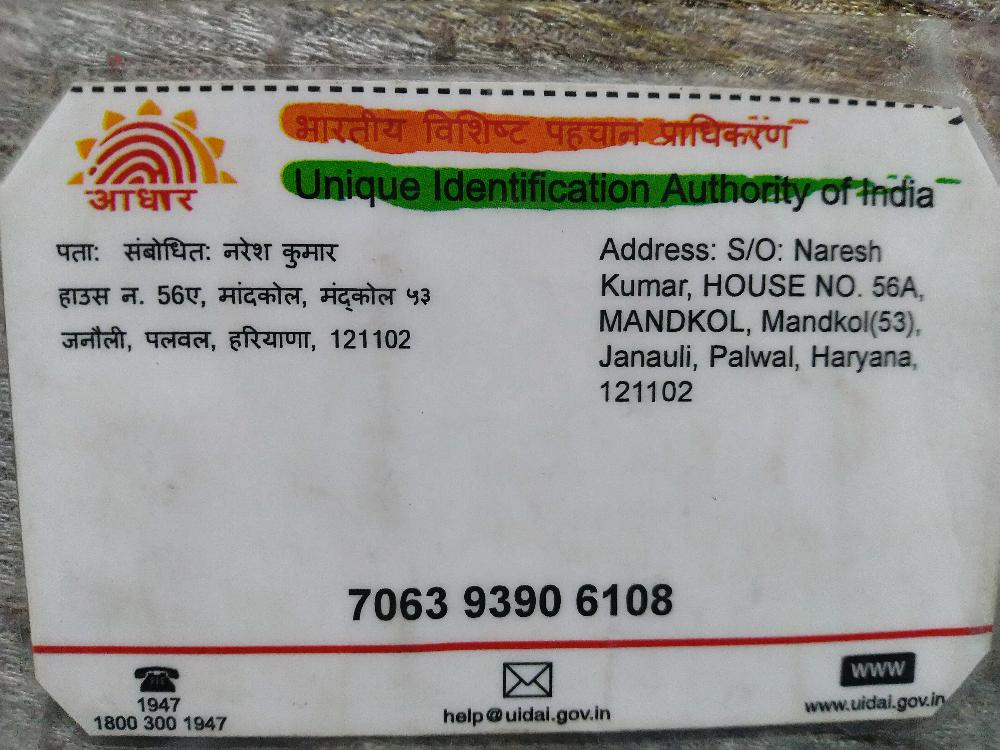 भारतीय विशिष्ट पहचान प्राधिकरण
आधार
Unique Identification Authority of India
पता: संबोधित: नरेश कुमार
हाउस न. 56ए, मांदकोल, मंद्कोल ५३
जनौली, पलवल, हरियाणा, 121102
Address: S/O: Naresh
Kumar, HOUSE NO. 56A,
MANDKOL, Mandkol(53),
Janauli, Palwal, Haryana,
121102
7063 9390 6108
1947
1800 300 1947
help@uidai.gov.in
www
www.uidai.gov.in